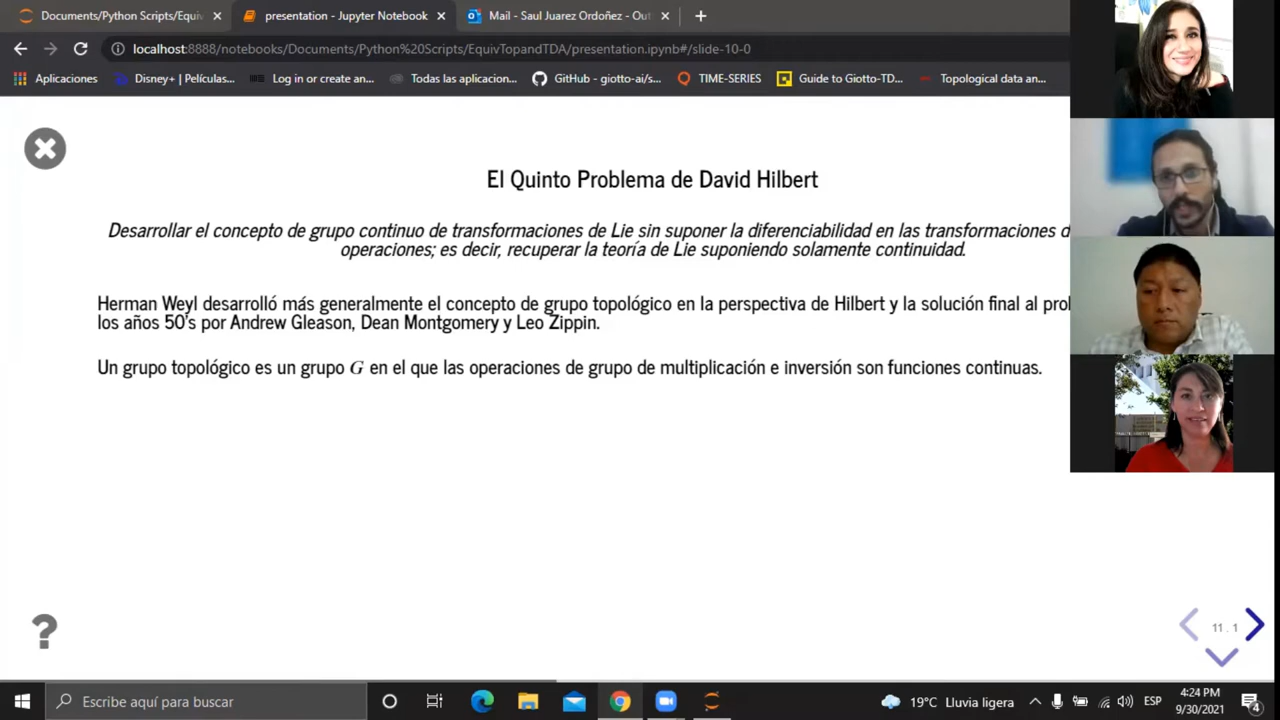 Documents/Python Scripts/Equiv
presentation - Jupyter Notebook
Mail - Saul Juarez Ordoñez - Out
localhost:8888/notebooks/Documents/Python%20Scripts/EquivTopandTDA/presentation.ipynb#/slide-10-0
Aplicaciones
Disney+ | Películas...
Log in or create an...
Todas las aplicacion...
GitHub - giotto-ai/s...
TIME-SERIES
Guide to Giotto-TD...
Topological data an...
El Quinto Problema de David Hilbert
Desarrollar el concepto de grupo continuo de transformaciones de Lie sin suponer la diferenciabilidad en las transformaciones d
operaciones; es decir, recuperar la teoría de Lie suponiendo solamente continuidad.
Herman Weyl desarrolló más generalmente el concepto de grupo topológico en la perspectiva de Hilbert y la solución final al prol
los años 50's por Andrew Gleason, Dean Montgomery y Leo Zippin.
Un grupo topológico es un grupo G en el que las operaciones de grupo de multiplicación e inversión son funciones continuas.
?
11 . 1
Escribe aquí para buscar
19°C Lluvia ligera
ESP
4:24 PM
9/30/2021
4